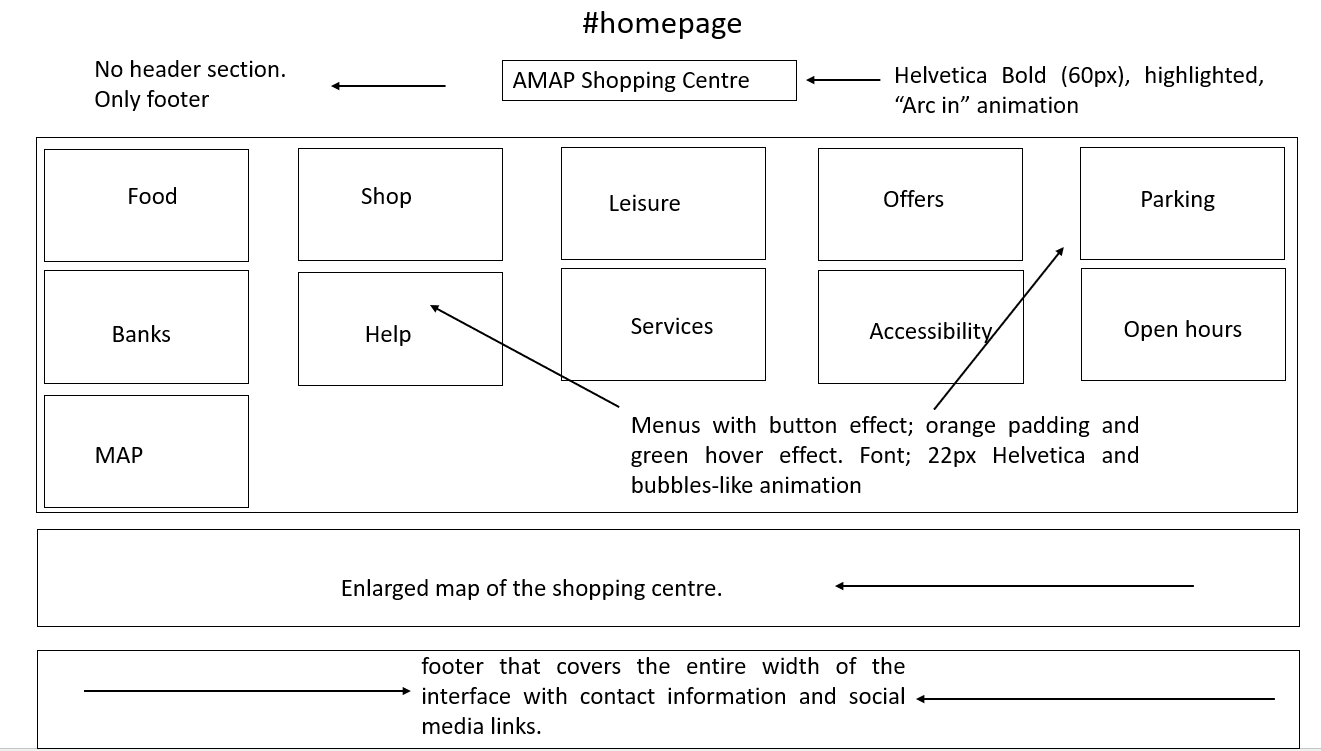 #homepage
No header section.
Only footer
AMAP Shopping Centre
Helvetica Bold (60px), highlighted,
“Arc in” animation
Food
Shop
Leisure
Offers
Parking
Banks
Help
Services
Accessibility
Open hours
MAP
Menus with button effect; orange padding and
green hover effect. Font; 22px Helvetica and
bubbles-like animation
Enlarged map of the shopping centre.
footer that covers the entire width of the
interface with contact information and social
media links.